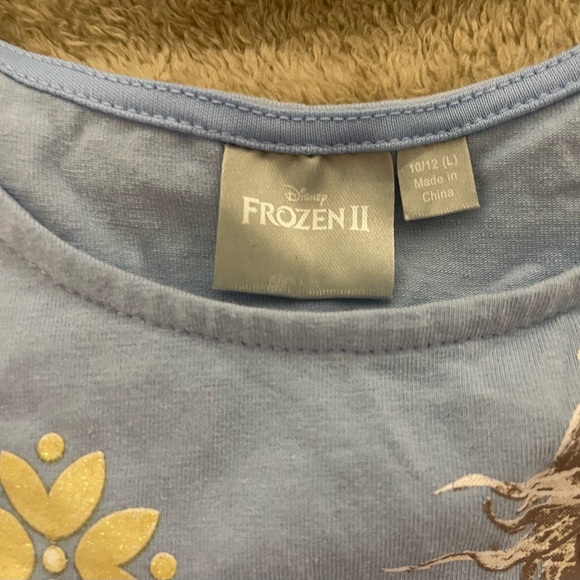 Disney
FROZEN II
10/12 (L)
Made in
China